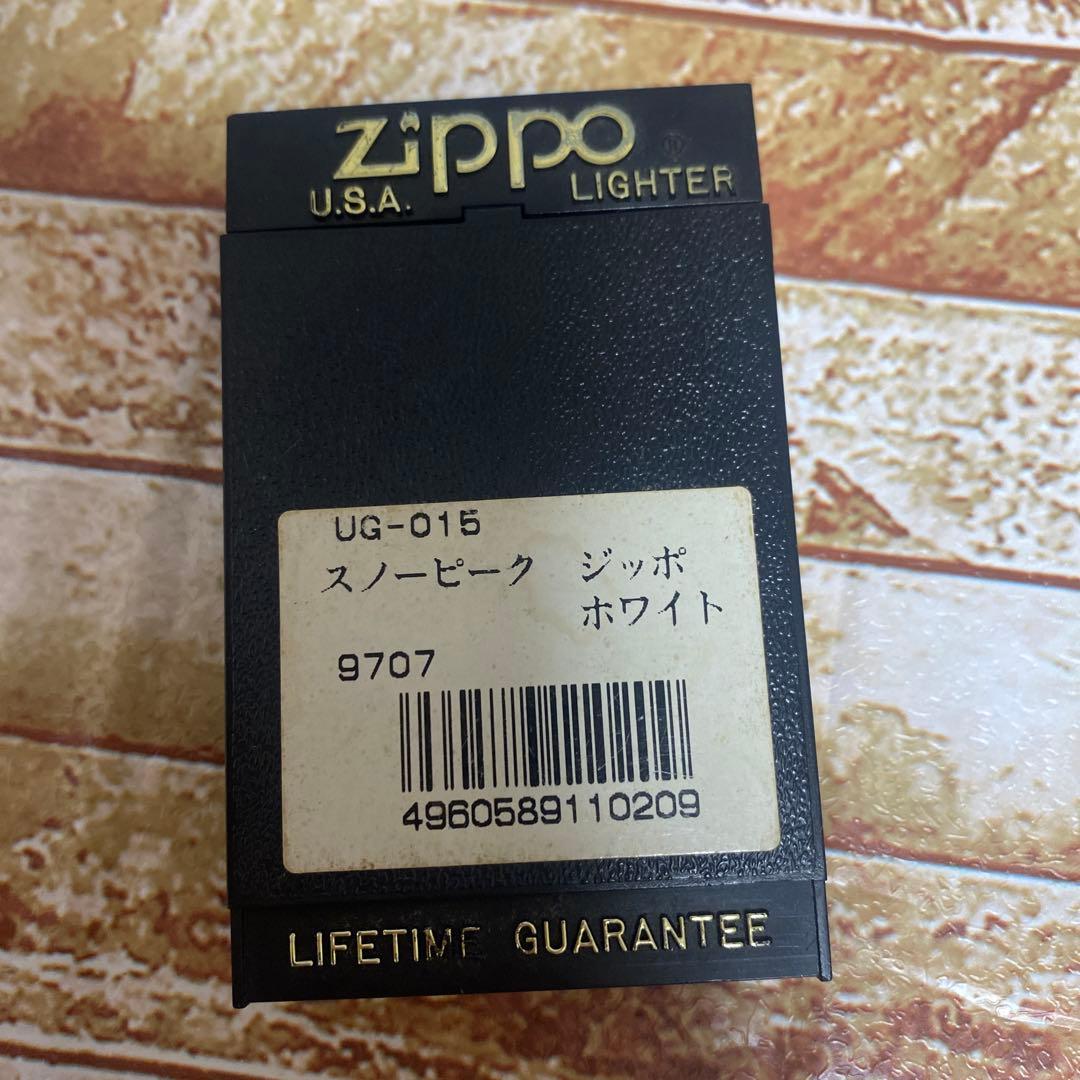 Zippo ®
U.S.A. LIGHTER
UG-015
スノーピーク ジッポ
ホワイト
9707
4960589110209
LIFETIME GUARANTEE